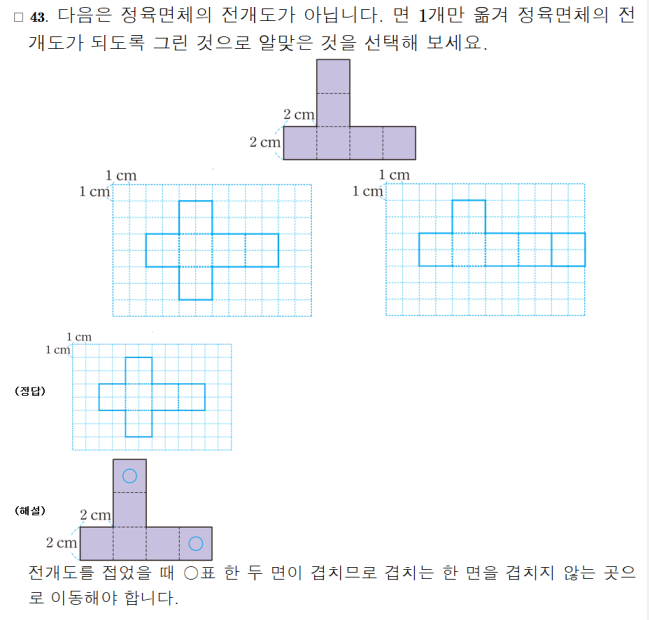 □ 43. 다음은 정육면체의 전개도가 아닙니다. 면 1개만 옮겨 정육면체의 전
개도가 되도록 그린 것으로 알맞은 것을 선택해 보세요.
2 cm
2 cm
1 cm
1 cm
1 cm
1 cm
1 cm
1 cm
(정답)
(해설)
2 cm
2 cm
전개도를 접었을 때 ○표 한 두 면이 겹치므로 겹치는 한 면을 겹치지 않는 곳으
로 이동해야 합니다.